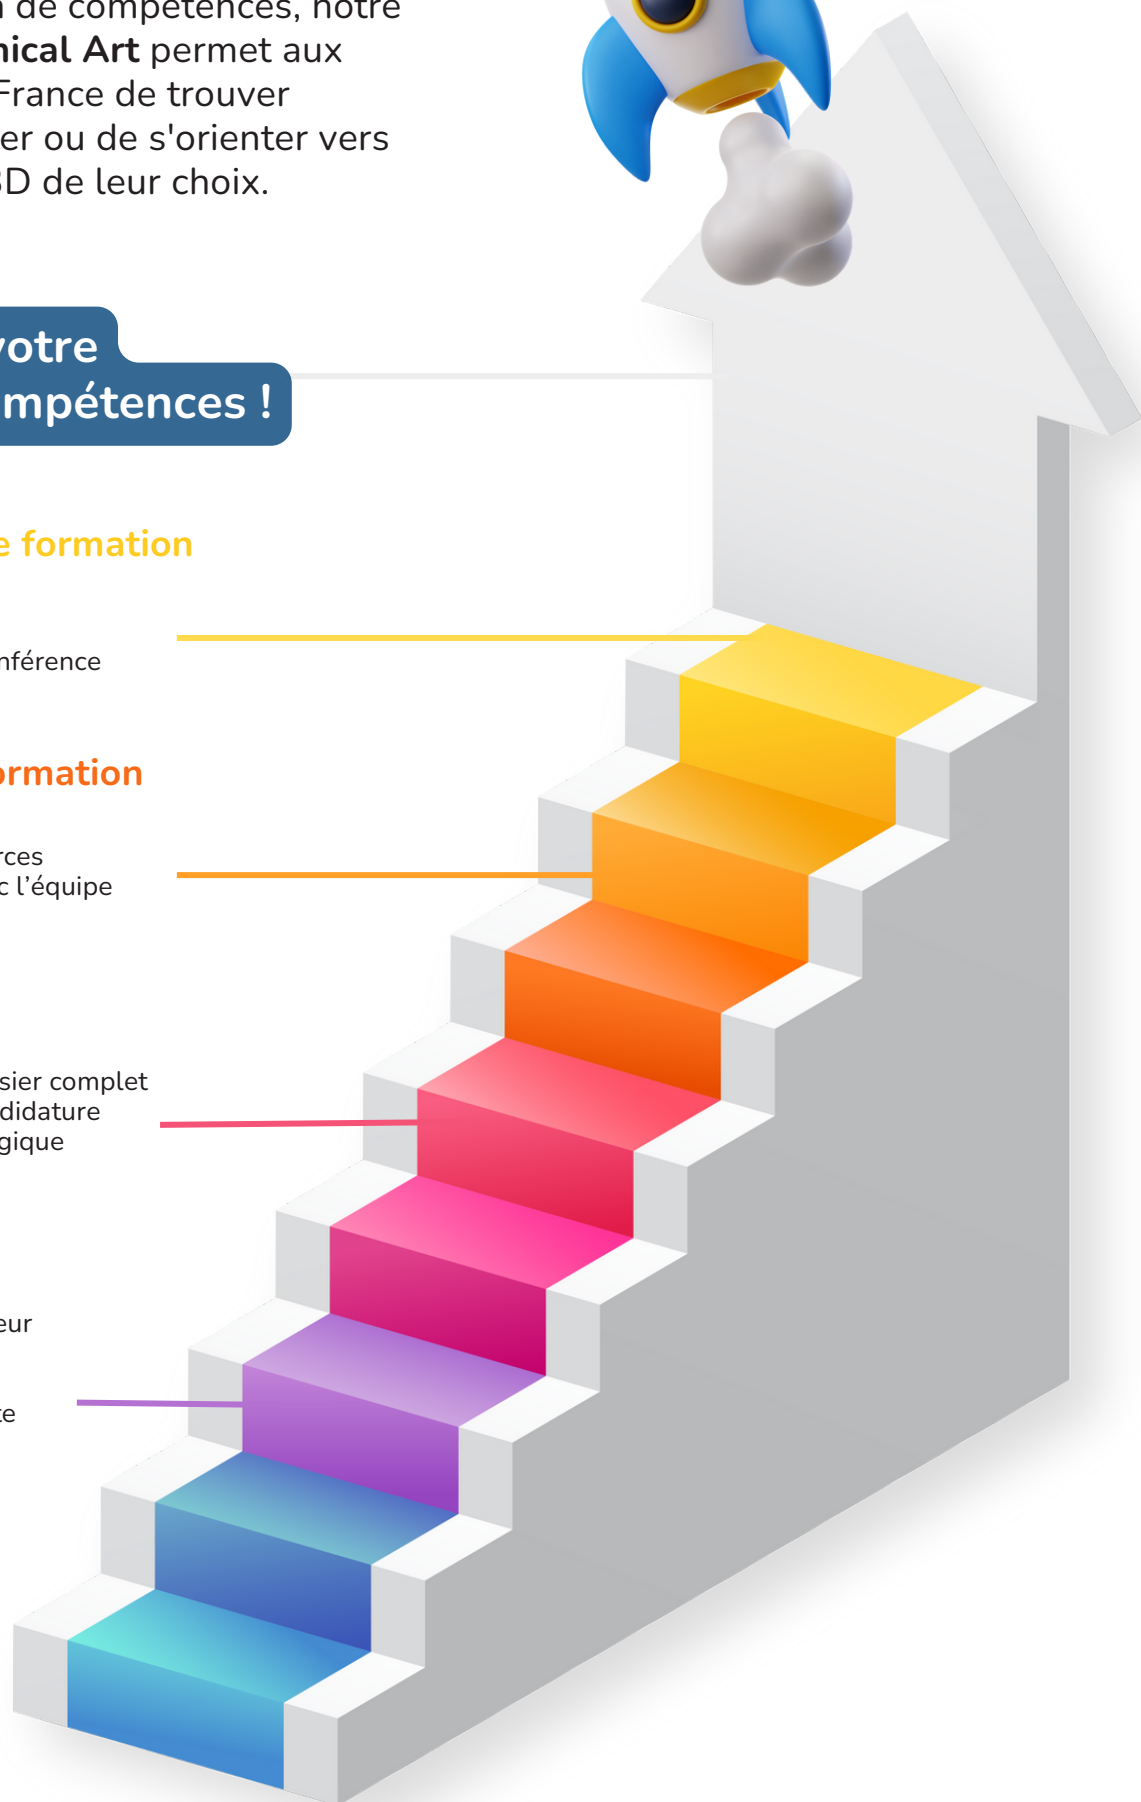 de compétences, notre
nical Art permet aux
France de trouver
er ou de s'orienter vers
3D de leur choix.
votre
mpétences !
e formation
nférence
ormation
rces
c l’équipe
sier complet
didature
gique
eur
te